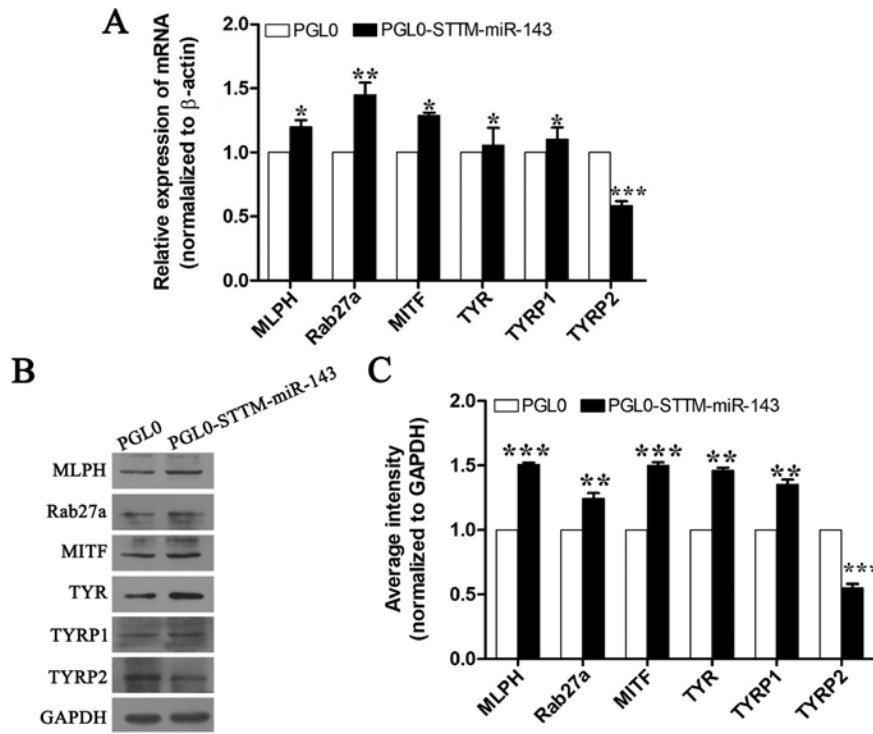 A
PGL0 PGL0-STTM-miR-143
Relative expression of mRNA
(normalalized to β-actin)
2.0
1.5
1.0
0.5
0.0
* ** * * * ***
MLPH Rab27a MITF TYR TYRP1 TYRP2
B
PGL0 PGL0-STTM-miR-143
MLPH
Rab27a
MITF
TYR
TYRP1
TYRP2
GAPDH
C
PGL0 PGL0-STTM-miR-143
Average intensity
(normalized to GAPDH)
2.0
1.5
1.0
0.5
0.0
*** ** *** ** ** ***
MLPH Rab27a MITF TYR TYRP1 TYRP2